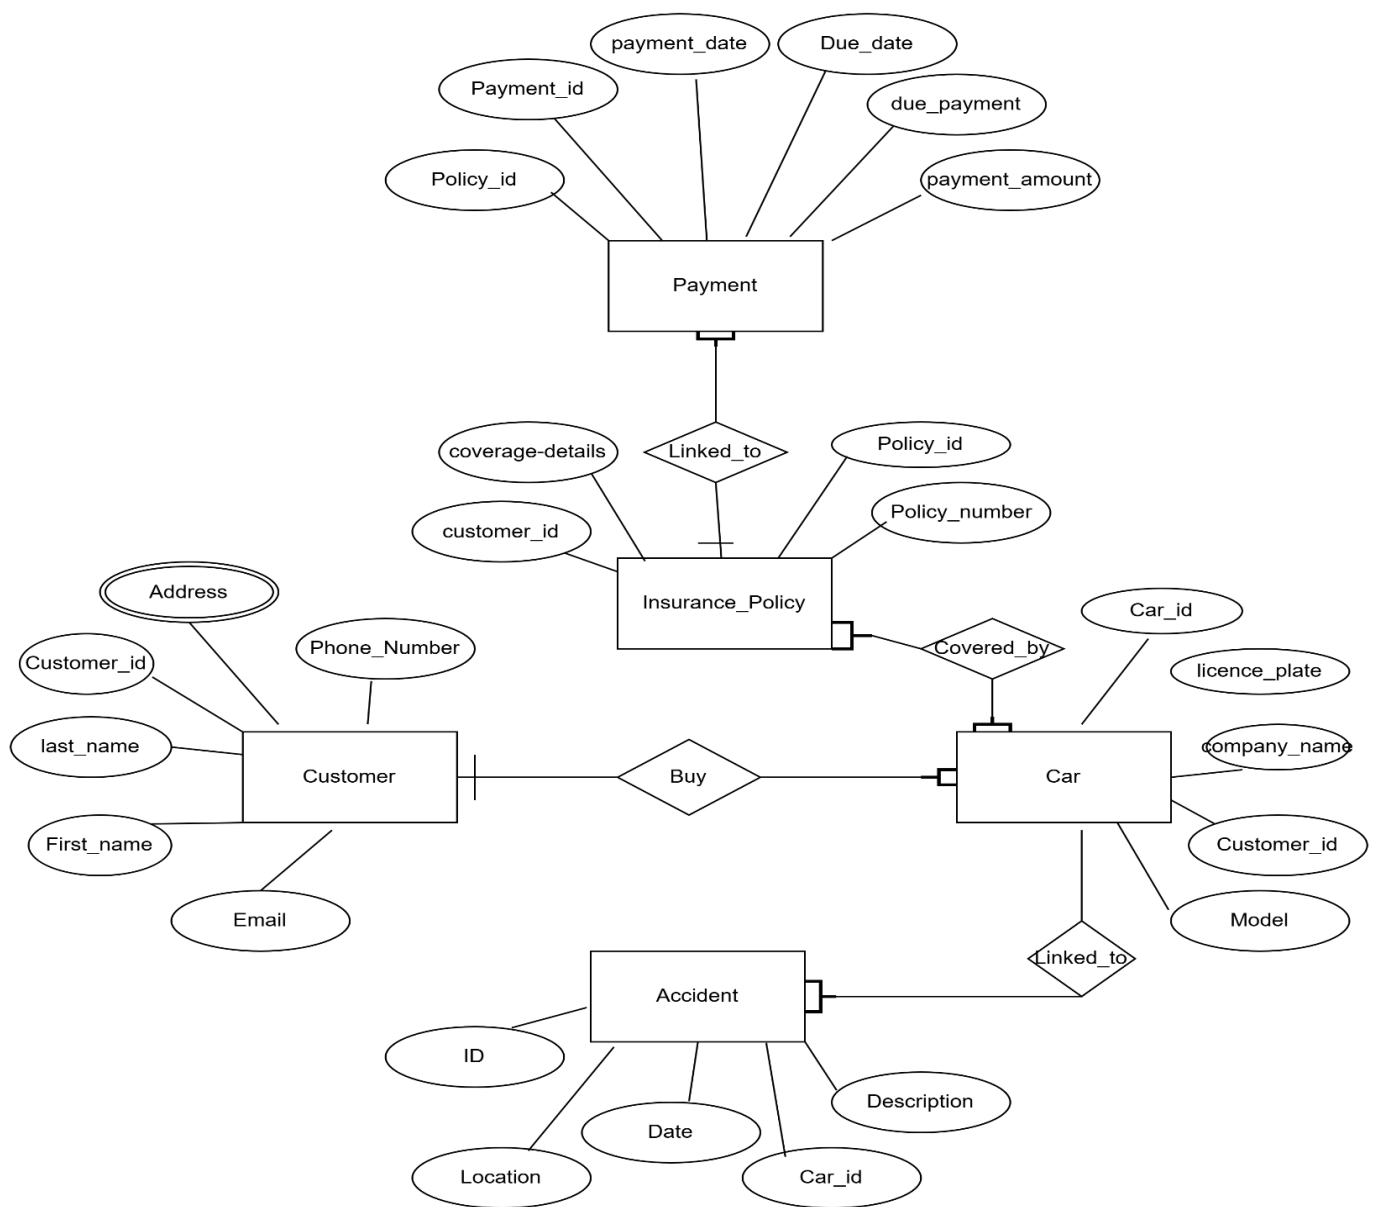 payment_date
Due_date
Payment_id
due_payment
Policy_id
payment_amount
Payment
coverage-details
Linked_to
Policy_id
customer_id
Policy_number
Address
Insurance_Policy
Car_id
Customer_id
Phone_Number
Covered_by
licence_plate
last_name
company_name
Customer
Buy
Car
First_name
Customer_id
Email
Model
Linked_to
Accident
ID
Description
Date
Location
Car_id